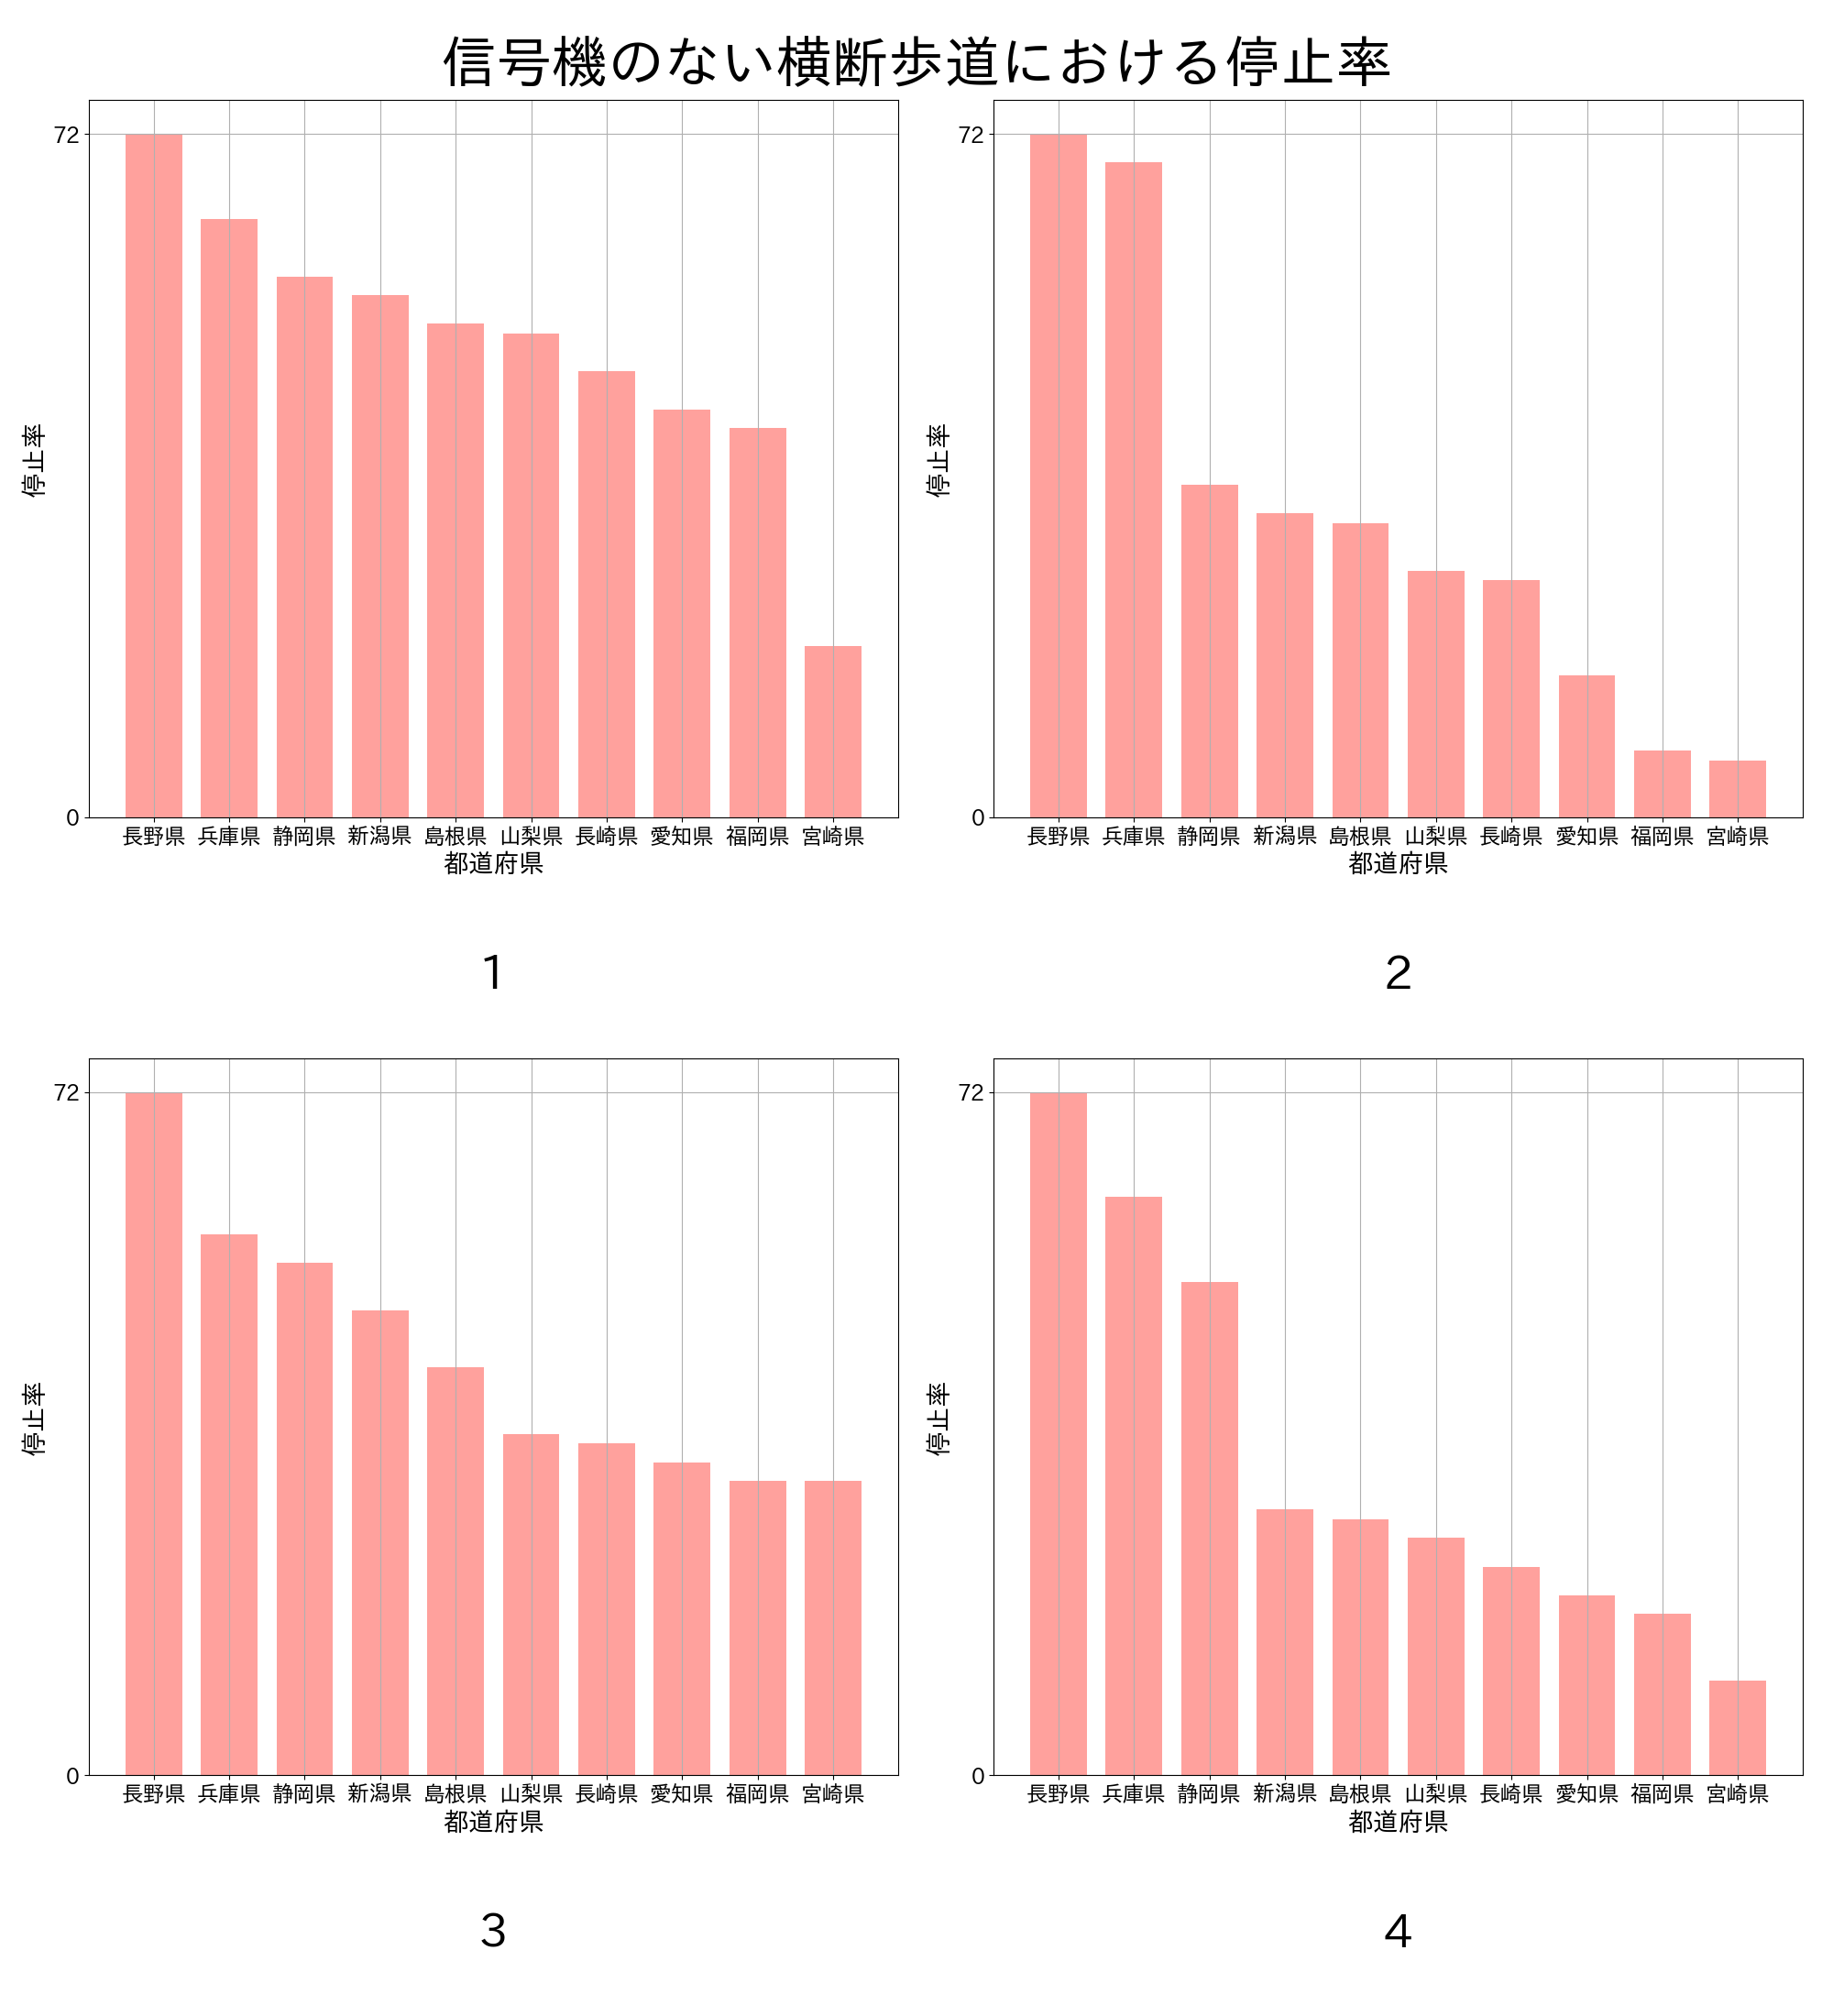 信号機のない横断歩道における停止率
72
0
停止率
長野県 兵庫県 静岡県 新潟県 島根県 山梨県 長崎県 愛知県 福岡県 宮崎県
都道府県
1
72
0
停止率
長野県 兵庫県 静岡県 新潟県 島根県 山梨県 長崎県 愛知県 福岡県 宮崎県
都道府県
2
72
0
停止率
長野県 兵庫県 静岡県 新潟県 島根県 山梨県 長崎県 愛知県 福岡県 宮崎県
都道府県
3
72
0
停止率
長野県 兵庫県 静岡県 新潟県 島根県 山梨県 長崎県 愛知県 福岡県 宮崎県
都道府県
4